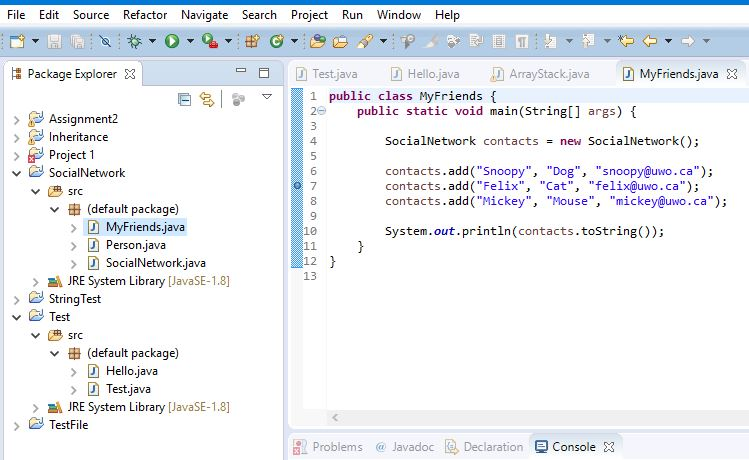 File Edit Source Refactor Navigate Search Project Run Window Help
Package Explorer
Assignment2
Inheritance
Project 1
SocialNetwork
src
(default package)
MyFriends.java
Person.java
SocialNetwork.java
JRE System Library [JavaSE-1.8]
StringTest
Test
src
(default package)
Hello.java
Test.java
JRE System Library [JavaSE-1.8]
TestFile
Test.java Hello.java ArrayStack.java MyFriends.java
1 public class MyFriends {
2 public static void main(String[] args) {
3
4 SocialNetwork contacts = new SocialNetwork();
5
6 contacts.add("Snoopy", "Dog", "snoopy@uwo.ca");
7 contacts.add("Felix", "Cat", "felix@uwo.ca");
8 contacts.add("Mickey", "Mouse", "mickey@uwo.ca");
9
10 System.out.println(contacts.toString());
11 }
12 }
13
Problems @ Javadoc Declaration Console